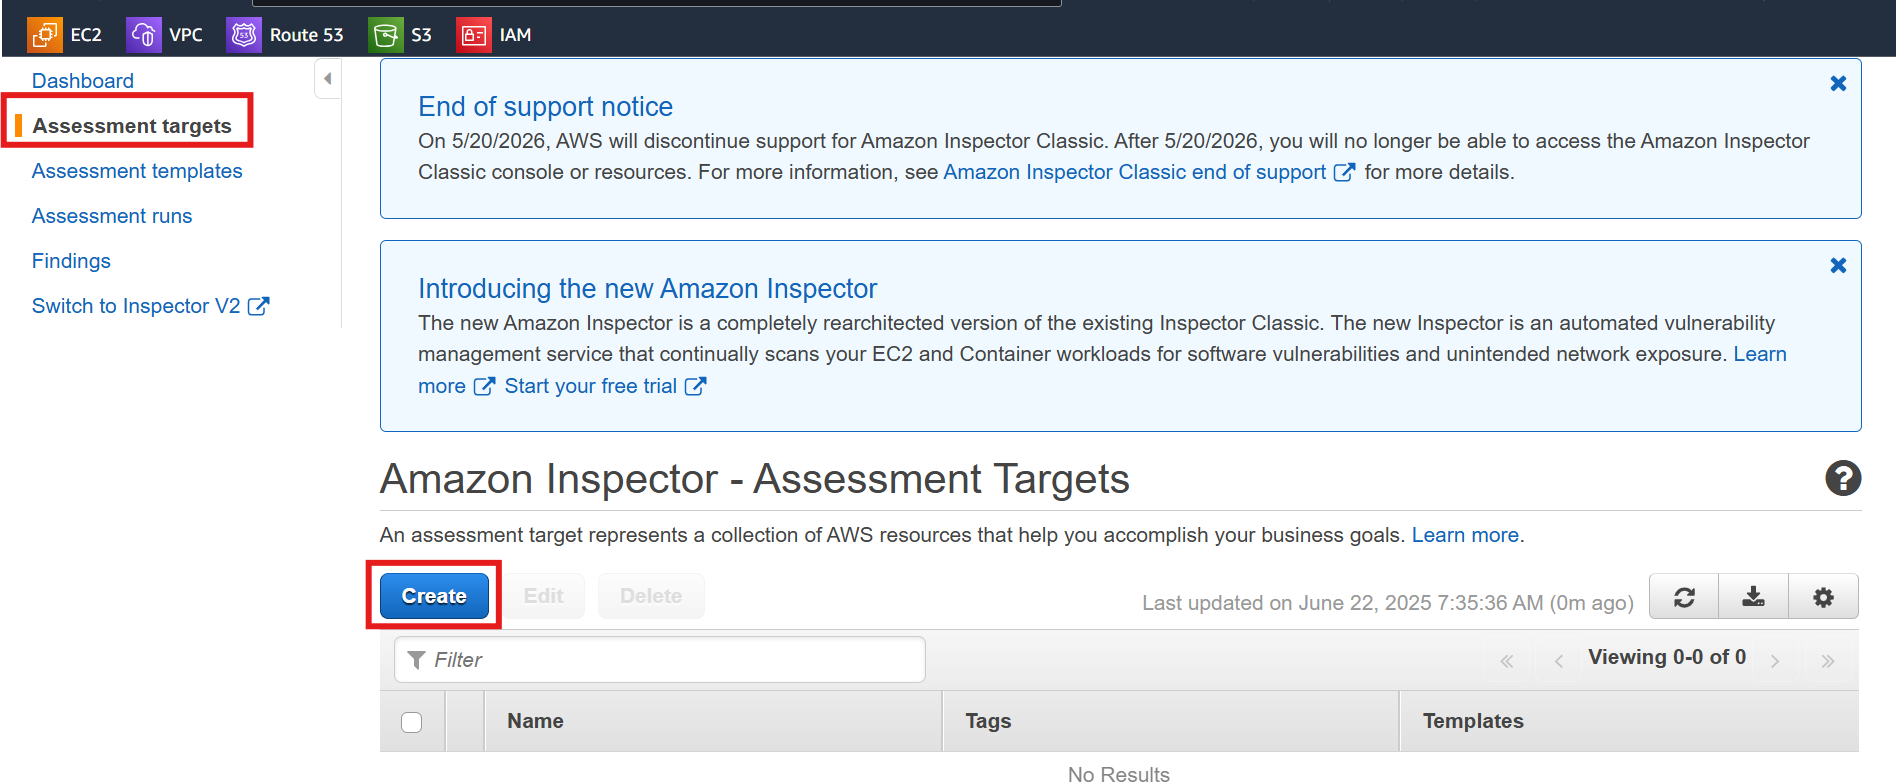 EC2 VPC Route 53 S3 IAM
Dashboard
Assessment targets
Assessment templates
Assessment runs
Findings
Switch to Inspector V2
End of support notice
On 5/20/2026, AWS will discontinue support for Amazon Inspector Classic. After 5/20/2026, you will no longer be able to access the Amazon Inspector
Classic console or resources. For more information, see Amazon Inspector Classic end of support for more details.
Introducing the new Amazon Inspector
The new Amazon Inspector is a completely rearchitected version of the existing Inspector Classic. The new Inspector is an automated vulnerability
management service that continually scans your EC2 and Container workloads for software vulnerabilities and unintended network exposure. Learn
more Start your free trial
Amazon Inspector - Assessment Targets
An assessment target represents a collection of AWS resources that help you accomplish your business goals. Learn more.
Create Edit Delete
Last updated on June 22, 2025 7:35:36 AM (0m ago)
Filter
« ‹ Viewing 0-0 of 0 › »
Name Tags Templates
No Results